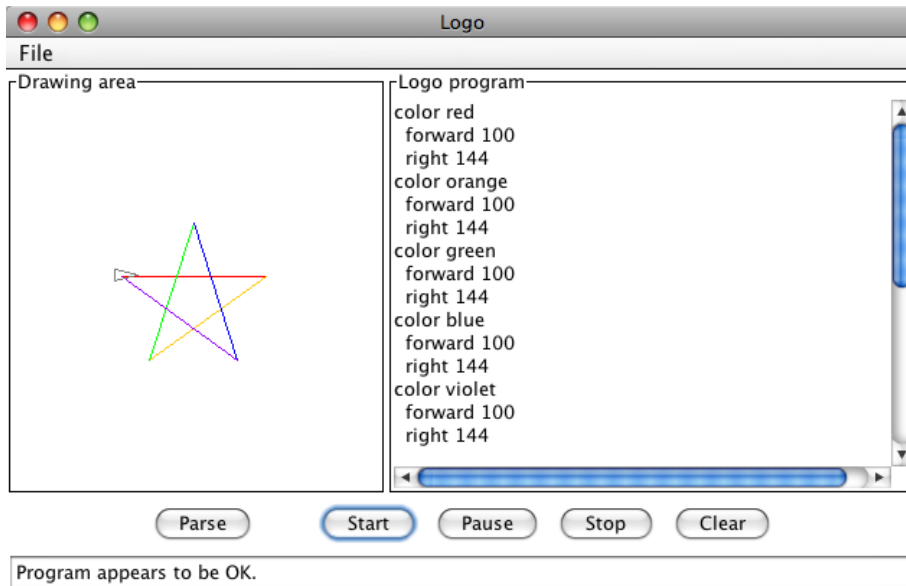 Logo
File
Drawing area
Logo program
color red
forward 100
right 144
color orange
forward 100
right 144
color green
forward 100
right 144
color blue
forward 100
right 144
color violet
forward 100
right 144
Parse Start Pause Stop Clear
Program appears to be OK.